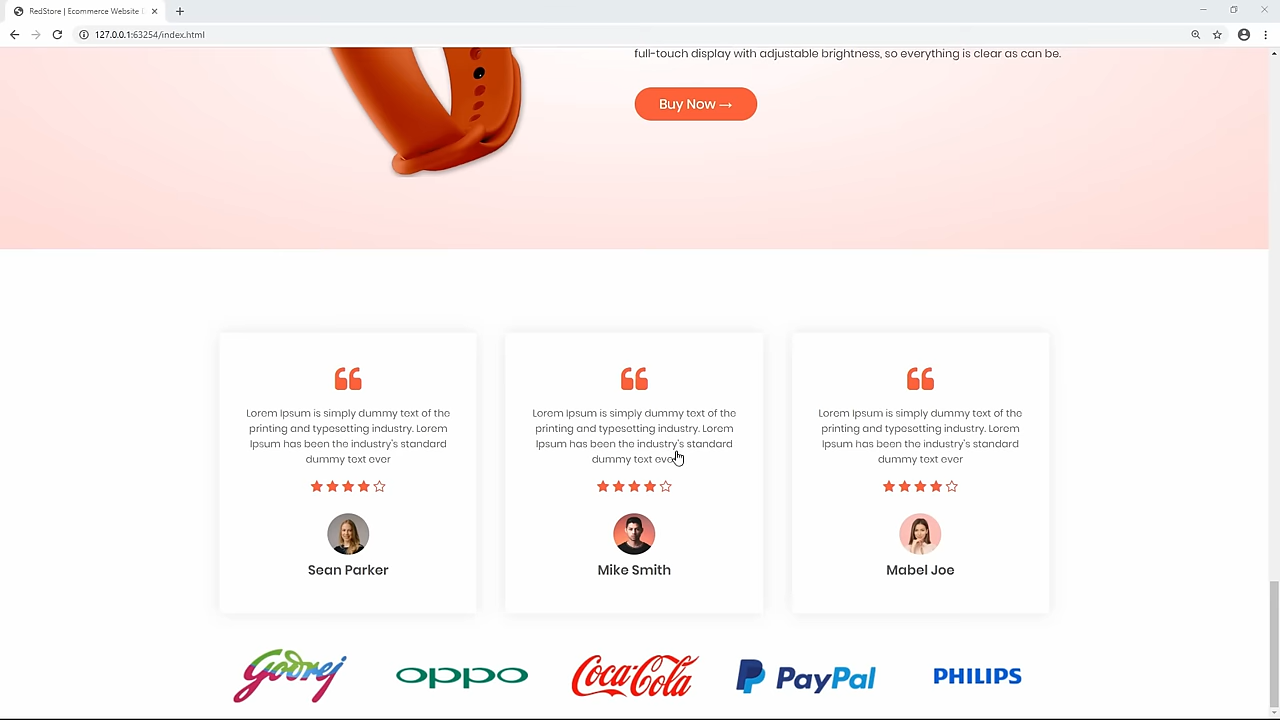 RedStore | Ecommerce Website
127.0.0.1:63254/index.html
full-touch display with adjustable brightness, so everything is clear as can be.
Buy Now →
Lorem Ipsum is simply dummy text of the
printing and typesetting industry. Lorem
Ipsum has been the industry's standard
dummy text ever
Sean Parker
Lorem Ipsum is simply dummy text of the
printing and typesetting industry. Lorem
Ipsum has been the industry's standard
dummy text ever
Mike Smith
Lorem Ipsum is simply dummy text of the
printing and typesetting industry. Lorem
Ipsum has been the industry's standard
dummy text ever
Mabel Joe
Godrej
oppo
Coca-Cola
PayPal
PHILIPS